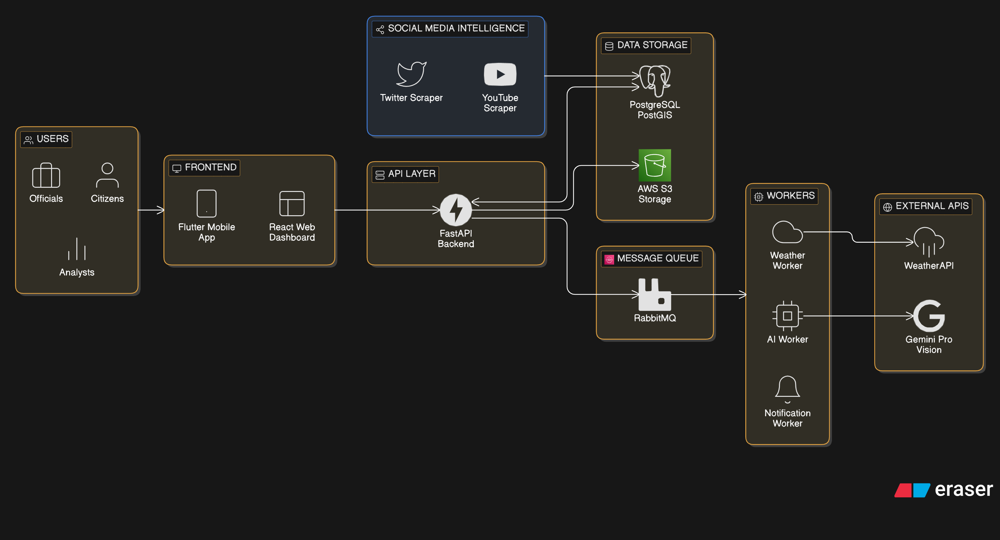 SOCIAL MEDIA INTELLIGENCE
Twitter Scraper
YouTube
Scraper
DATA STORAGE
PostgreSQL
PostGIS
AWS S3
Storage
USERS
Officials
Citizens
Analysts
FRONTEND
Flutter Mobile
App
React Web
Dashboard
API LAYER
FastAPI
Backend
MESSAGE QUEUE
RabbitMQ
WORKERS
Weather
Worker
AI Worker
Notification
Worker
EXTERNAL APIS
WeatherAPI
Gemini Pro
Vision
eraser